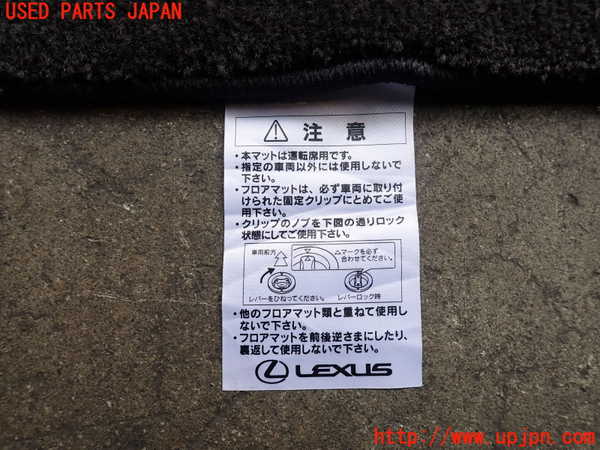 USED PARTS JAPAN
注意
・本マットは運転席用です。
・指定の車両以外には使用しないで
下さい。
・フロアマットは、必ず車両に取り付
けられた固定クリップにとめてご使
用下さい。
・クリップのノブを下図の通りロック
状態にしてご使用下さい。
車両前方
△マークを必ず
合わせてください。
レバーをひねってください。
レバーロック時
・他のフロアマット類と重ねて使用し
ないで下さい。
・フロアマットを前後逆さまにしたり、
裏返して使用しないで下さい。
LEXUS
http://www.upjpn.com